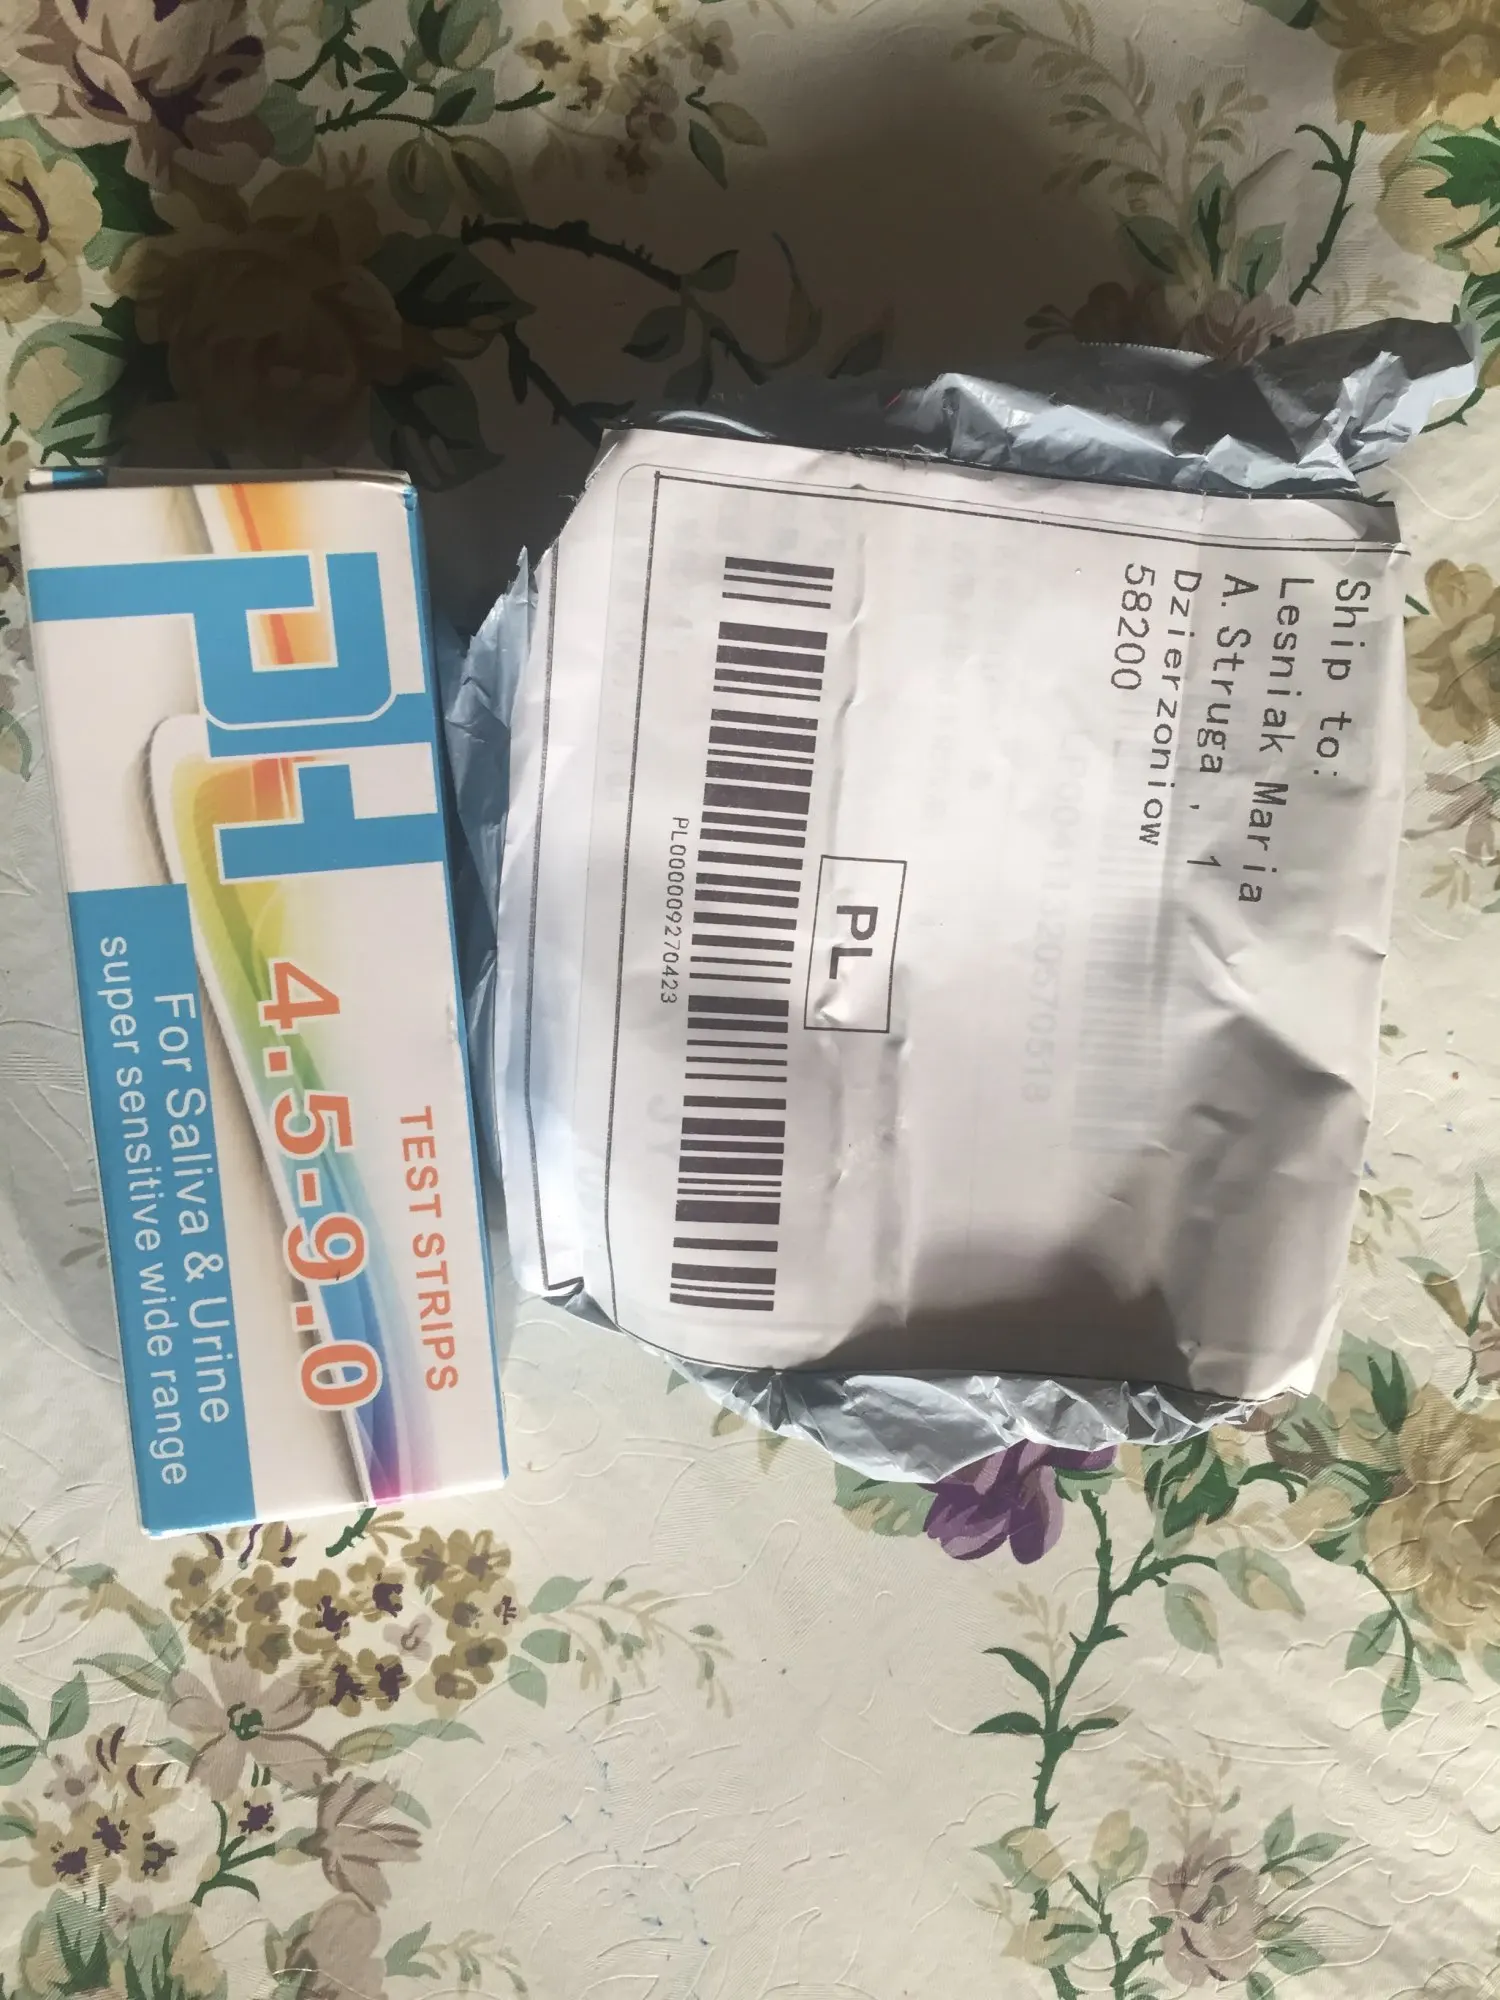 Ship to:
Lesniak Maria
A.Struga , 1
Dzierzoniow
58200
PL
PL0000009270423
PH
TEST STRIPS
4.5-9.0
For Saliva & Urine
super sensitive wide range